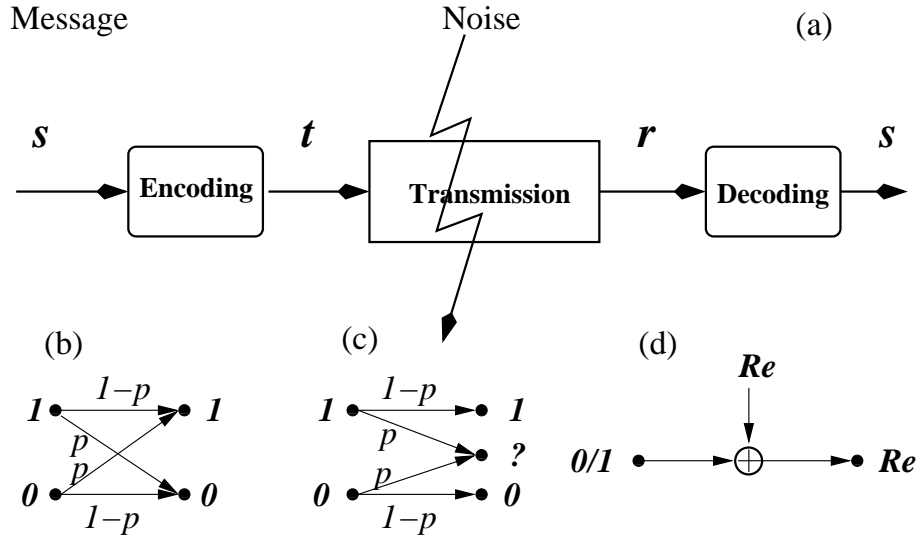 Message Noise (a)
s t r s
Encoding Transmission Decoding
(b) (c) (d)
1−p 1−p Re
1 1 1 1
p p
p p ? 0/1 Re
0 0 0 0
1−p 1−p